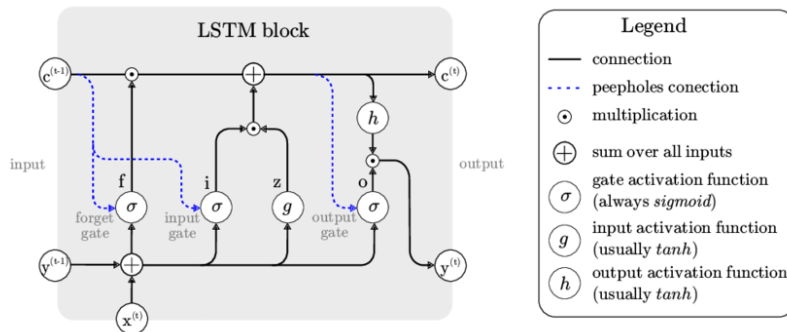 LSTM block
c(t-1)
c(t)
h
input
output
f
i
z
o
σ
σ
g
σ
forget
gate
input
gate
output
gate
y(t-1)
y(t)
x(t)
Legend
connection
peepholes conection
multiplication
sum over all inputs
σ
gate activation function
(always sigmoid)
g
input activation function
(usually tanh)
h
output activation function
(usually tanh)